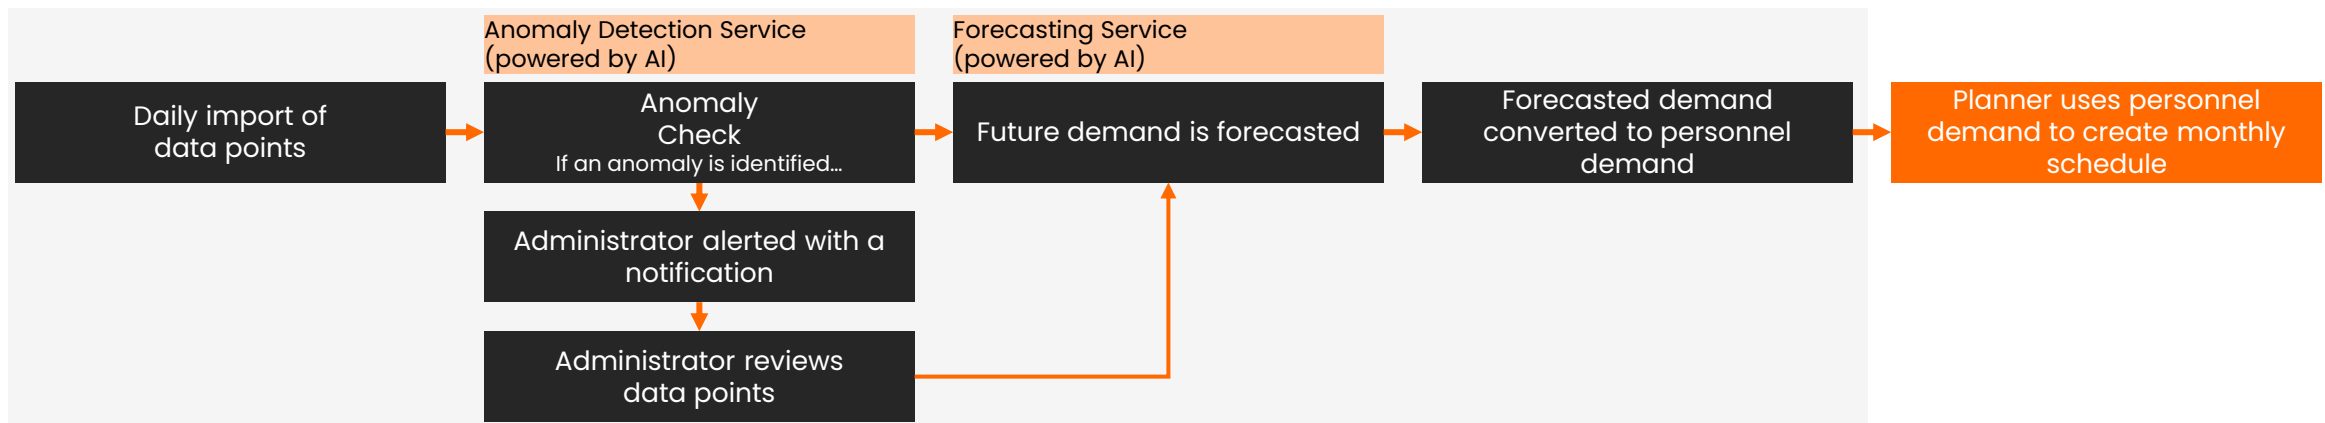 Anomaly Detection Service
(powered by AI)
Forecasting Service
(powered by AI)
Daily import of
data points
Anomaly
Check
If an anomaly is identified...
Future demand is forecasted
Forecasted demand
converted to personnel
demand
Planner uses personnel
demand to create monthly
schedule
Administrator alerted with a
notification
Administrator reviews
data points